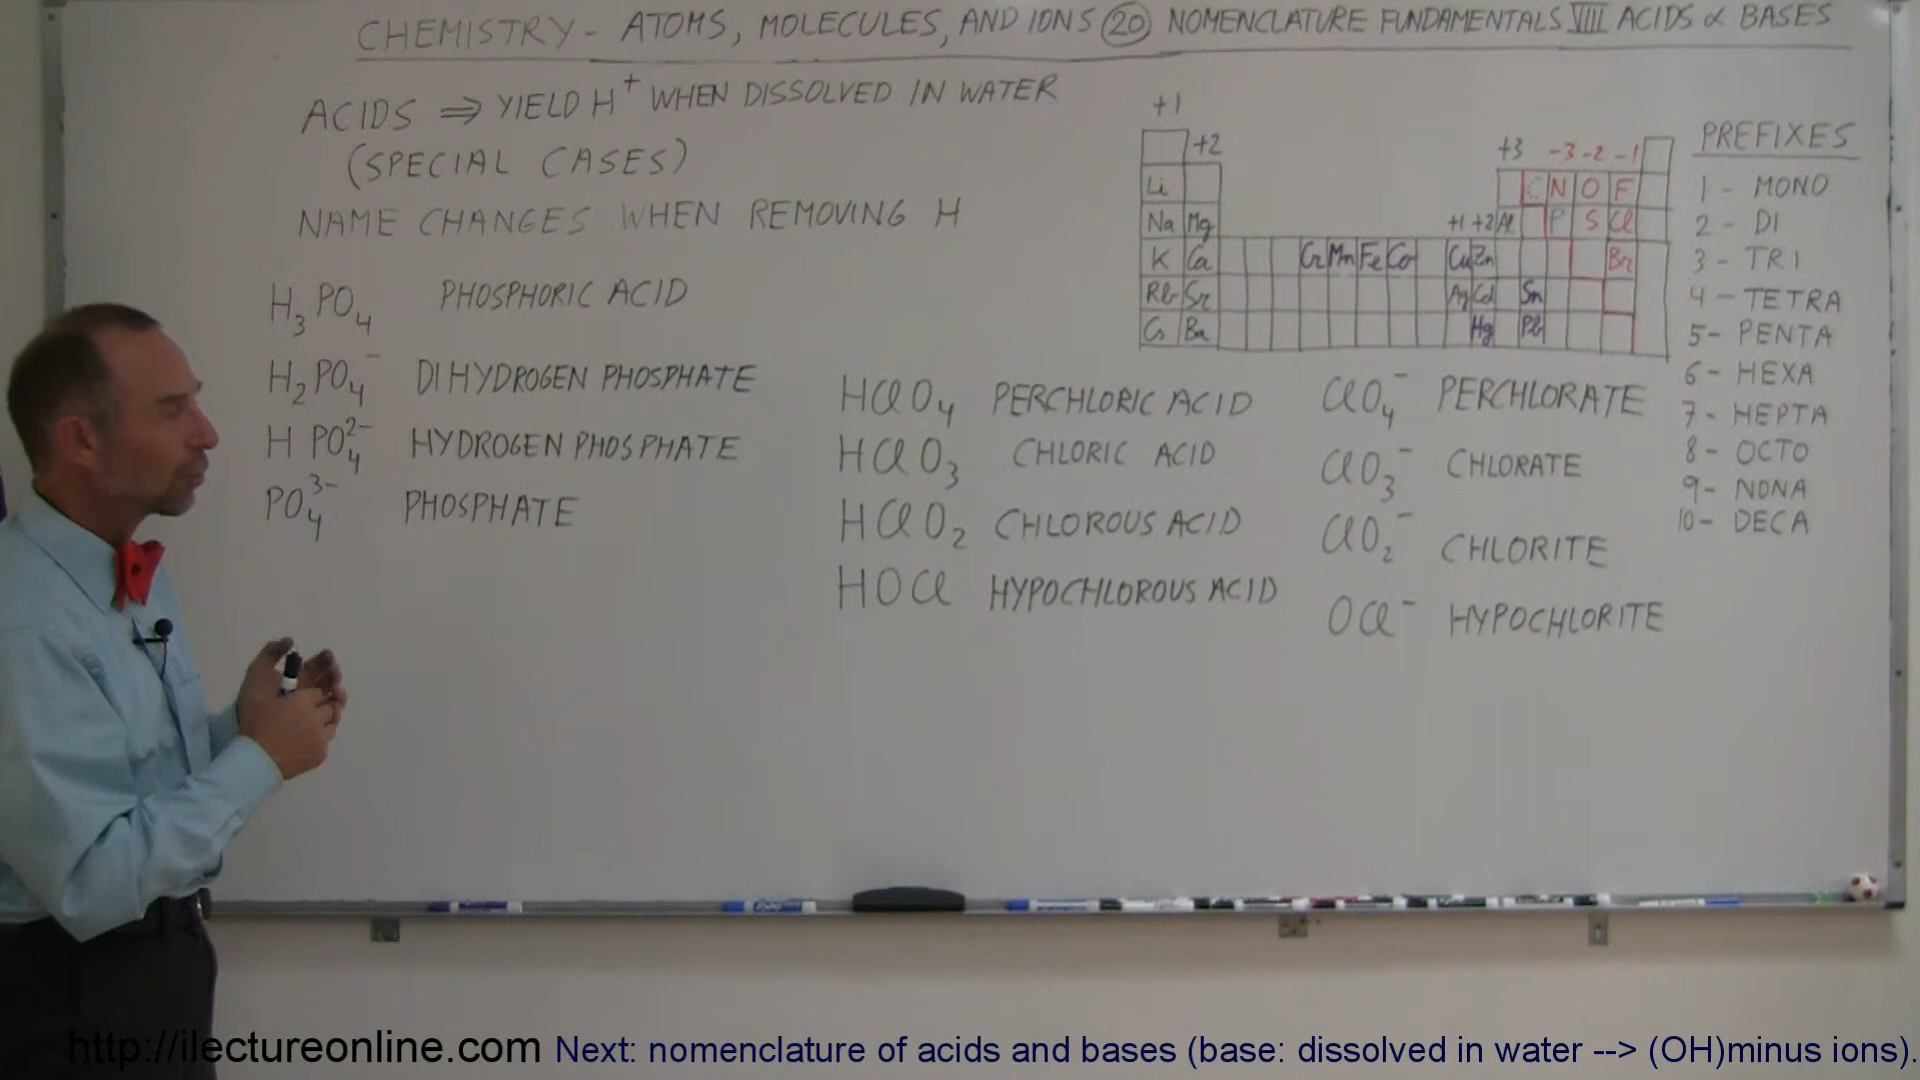 CHEMISTRY - ATOMS, MOLECULES, AND IONS (20) NOMENCLATURE FUNDAMENTALS VIII ACIDS & BASES
ACIDS ⇒ YIELD H⁺ WHEN DISSOLVED IN WATER
(SPECIAL CASES)
NAME CHANGES WHEN REMOVING H
H₃PO₄ PHOSPHORIC ACID
H₂PO₄⁻ DIHYDROGEN PHOSPHATE
HPO₄²⁻ HYDROGEN PHOSPHATE
PO₄³⁻ PHOSPHATE
HClO₄ PERCHLORIC ACID
HClO₃ CHLORIC ACID
HClO₂ CHLOROUS ACID
HOCl HYPOCHLOROUS ACID
ClO₄⁻ PERCHLORATE
ClO₃⁻ CHLORATE
ClO₂⁻ CHLORITE
OCl⁻ HYPOCHLORITE
+1
+2 +3 -3 -2 -1
Li C N O F
Na Mg +1 +2 Al P S Cl
K Ca Cr Mn Fe Co Cu Zn Br
Rb Sr Ag Cd Sn
Cs Ba Hg Pb
PREFIXES
1 - MONO
2 - DI
3 - TRI
4 - TETRA
5 - PENTA
6 - HEXA
7 - HEPTA
8 - OCTO
9 - NONA
10 - DECA
http://ilectureonline.com Next: nomenclature of acids and bases (base: dissolved in water --> (OH)minus ions).